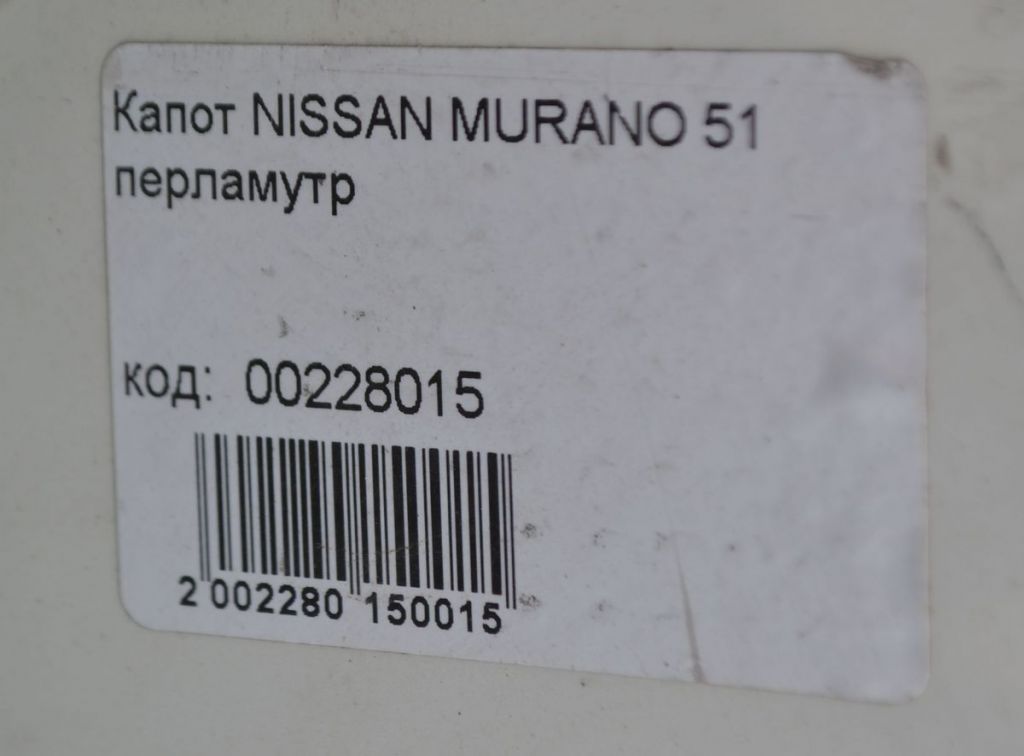 Капот NISSAN MURANO 51
перламутр
код: 00228015
2 002280 150015